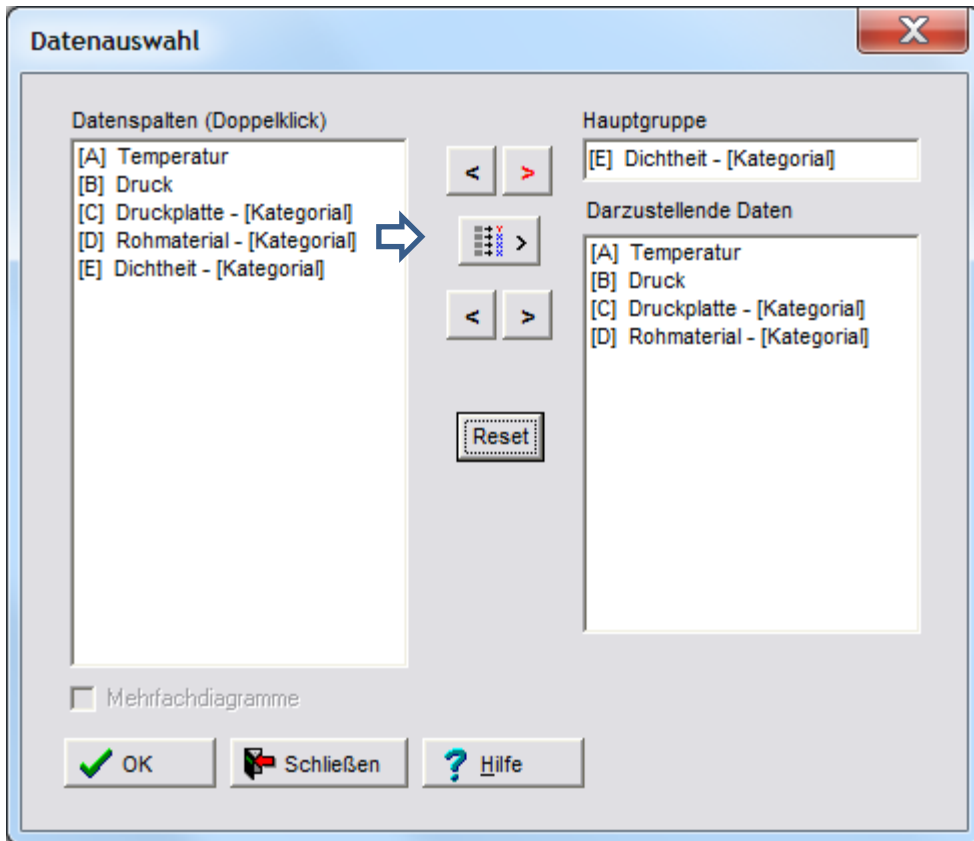 Datenauswahl
Datenspalten (Doppelklick)
[A] Temperatur
[B] Druck
[C] Druckplatte - [Kategorial]
[D] Rohmaterial - [Kategorial]
[E] Dichtheit - [Kategorial]
< >
>
< >
Reset
Hauptgruppe
[E] Dichtheit - [Kategorial]
Darzustellende Daten
[A] Temperatur
[B] Druck
[C] Druckplatte - [Kategorial]
[D] Rohmaterial - [Kategorial]
Mehrfachdiagramme
OK
Schließen
? Hilfe